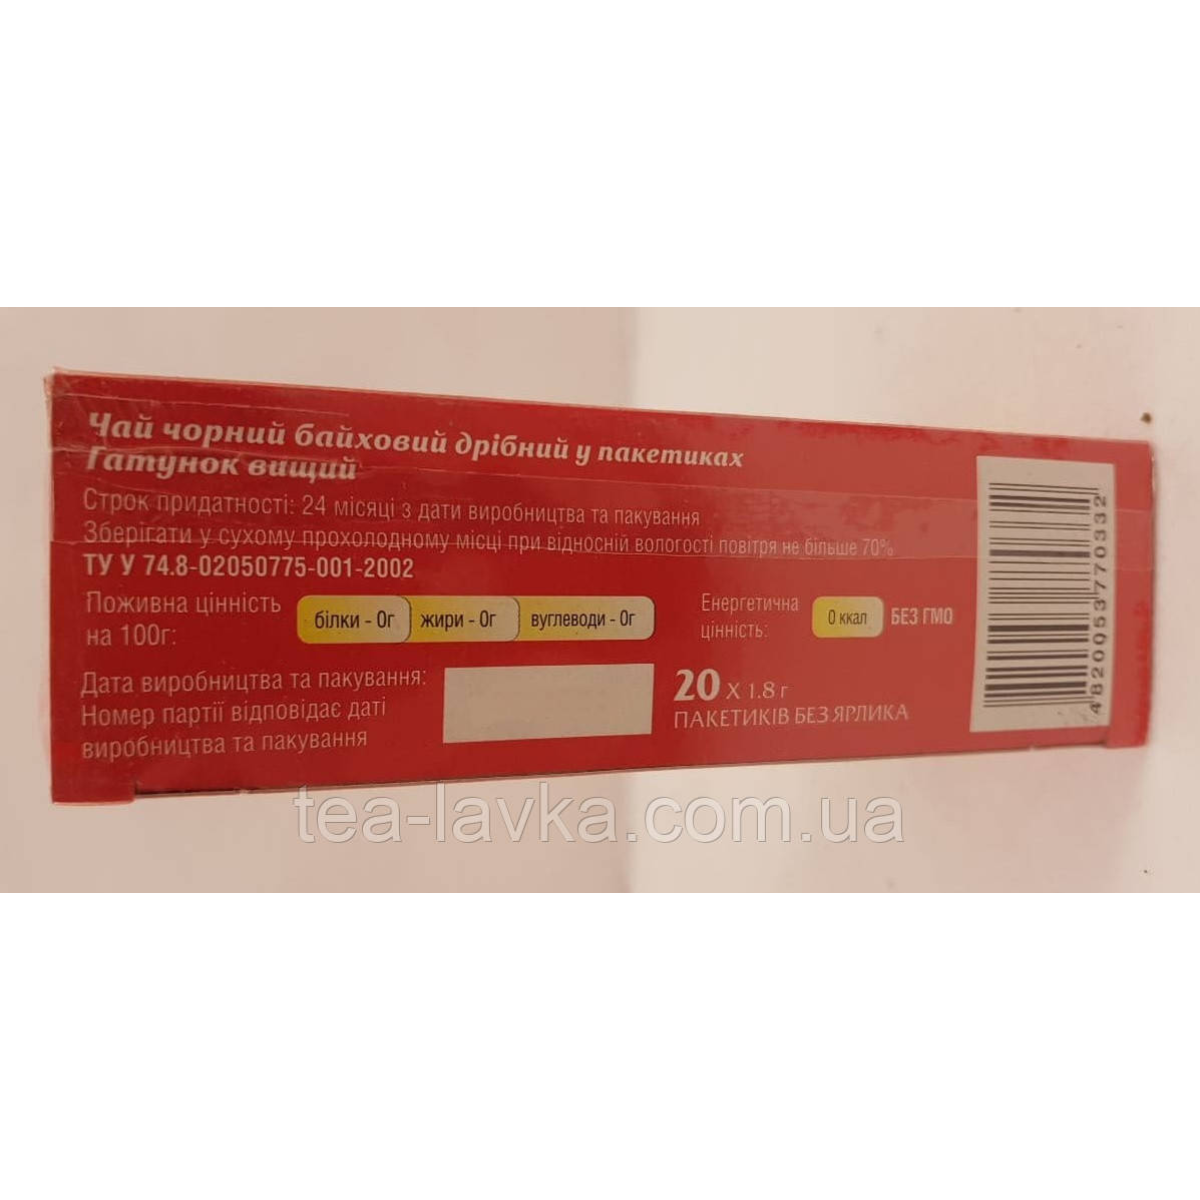 Чай чорний байховий дрібний у пакетиках
Ґатунок вищий
Строк придатності: 24 місяці з дати виробництва та пакування
Зберігати у сухому прохолодному місці при відносній вологості повітря не більше 70%
ТУ У 74.8-02050775-001-2002
Поживна цінність
на 100г:
білки - 0г
жири - 0г
вуглеводи - 0г
Енергетична
цінність:
0 ккал
БЕЗ ГМО
Дата виробництва та пакування:
Номер партії відповідає даті
виробництва та пакування
20 Х 1.8 г
ПАКЕТИКІВ БЕЗ ЯРЛИКА
4820053770332
tea-lavka.com.ua